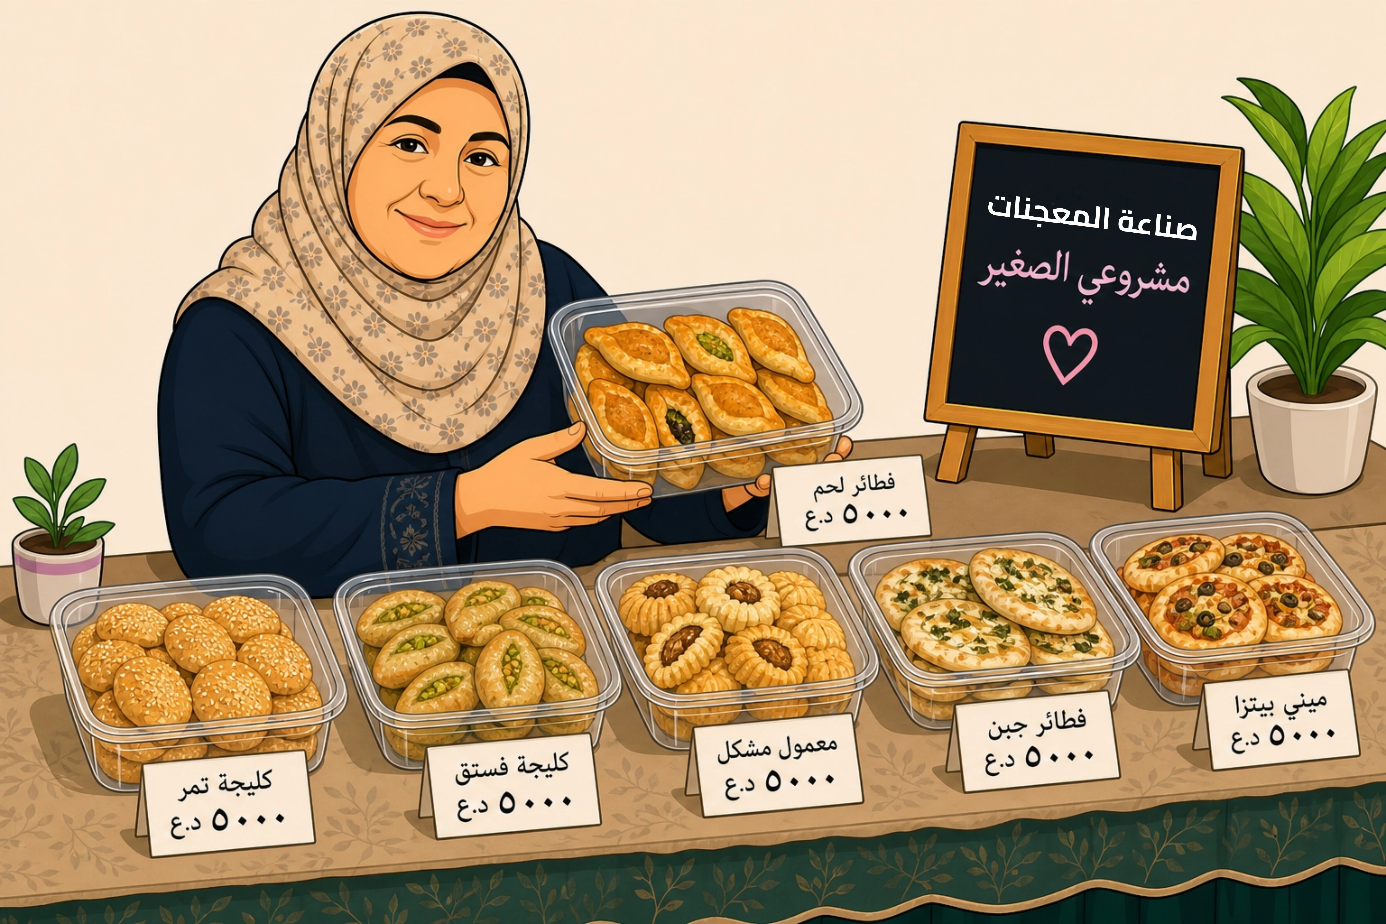 صناعة المعجنات
مشروعي الصغير
فطائر لحم
٥٠٠٠ د.ع
ميني بيتزا
٥٠٠٠ د.ع
فطائر جبن
٥٠٠٠ د.ع
معمول مشكل
٥٠٠٠ د.ع
كليجة فستق
٥٠٠٠ د.ع
كليجة تمر
٥٠٠٠ د.ع